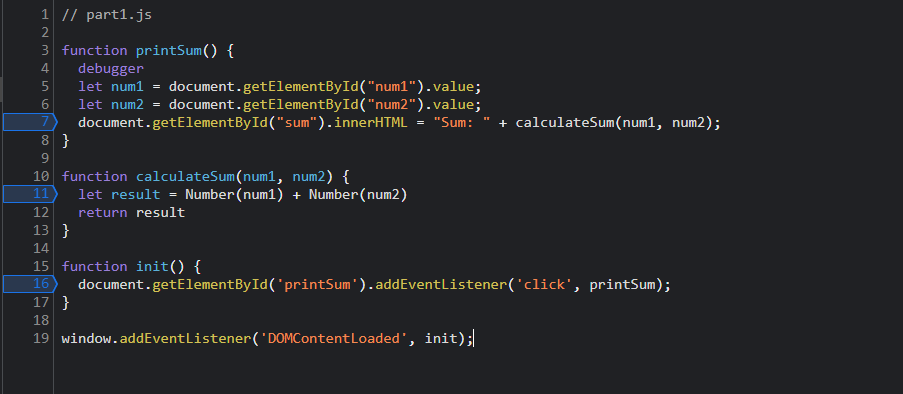 1 // part1.js
2
3 function printSum() {
4   debugger
5   let num1 = document.getElementById("num1").value;
6   let num2 = document.getElementById("num2").value;
7   document.getElementById("sum").innerHTML = "Sum: " + calculateSum(num1, num2);
8 }
9
10 function calculateSum(num1, num2) {
11   let result = Number(num1) + Number(num2)
12   return result
13 }
14
15 function init() {
16   document.getElementById('printSum').addEventListener('click', printSum);
17 }
18
19 window.addEventListener('DOMContentLoaded', init);